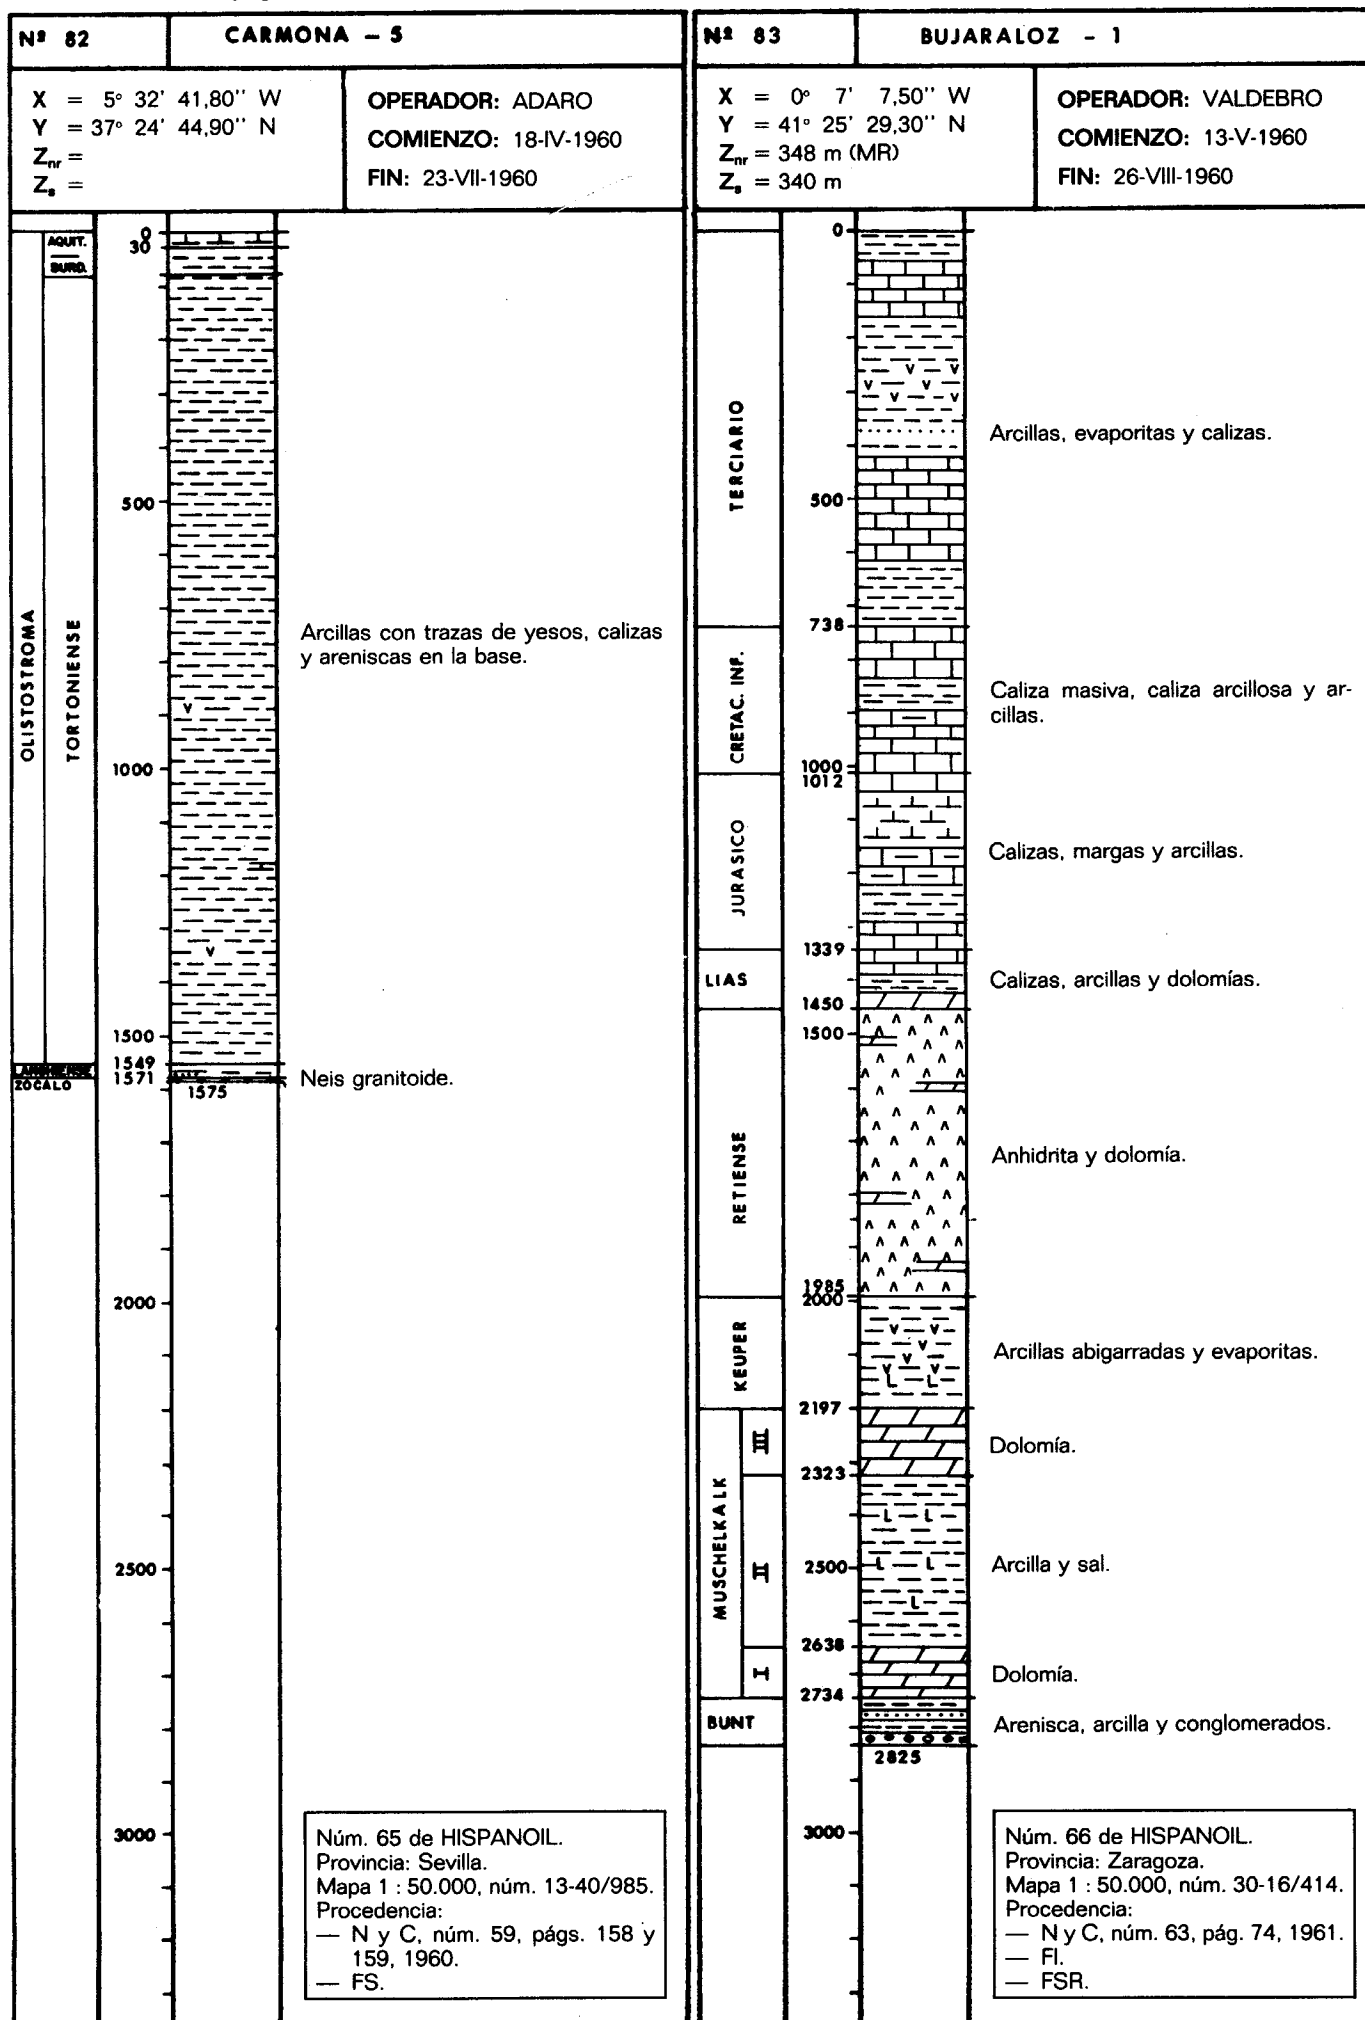 Nº 82
CARMONA – 5
X = 5° 32' 41,80'' W
Y = 37° 24' 44,90'' N
Znr =
Zs =
OPERADOR: ADARO
COMIENZO: 18-IV-1960
FIN: 23-VII-1960
0
30
500
1000
1500
1549
1571
1575
2000
2500
3000
OLISTOSTROMA
AQUIT.
BURD.
TORTONIENSE
LANGHIENSE
ZOCALO
Arcillas con trazas de yesos, calizas
y areniscas en la base.
Neis granitoide.
Núm. 65 de HISPANOIL.
Provincia: Sevilla.
Mapa 1 : 50.000, núm. 13-40/985.
Procedencia:
— N y C, núm. 59, págs. 158 y
159, 1960.
— FS.
Nº 83
BUJARALOZ – 1
X = 0° 7' 7,50'' W
Y = 41° 25' 29,30'' N
Znr = 348 m (MR)
Zs = 340 m
OPERADOR: VALDEBRO
COMIENZO: 13-V-1960
FIN: 26-VIII-1960
0
500
738
1000
1012
1339
1450
1500
1985
2000
2197
2323
2500
2638
2734
2825
3000
TERCIARIO
Arcillas, evaporitas y calizas.
CRETAC. INF.
Caliza masiva, caliza arcillosa y ar-
cillas.
JURASICO
Calizas, margas y arcillas.
LIAS
Calizas, arcillas y dolomías.
RETIENSE
Anhidrita y dolomía.
KEUPER
Arcillas abigarradas y evaporitas.
MUSCHELKALK
III
Dolomía.
II
Arcilla y sal.
I
Dolomía.
BUNT
Arenisca, arcilla y conglomerados.
Núm. 66 de HISPANOIL.
Provincia: Zaragoza.
Mapa 1 : 50.000, núm. 30-16/414.
Procedencia:
— N y C, núm. 63, pág. 74, 1961.
— FI.
— FSR.